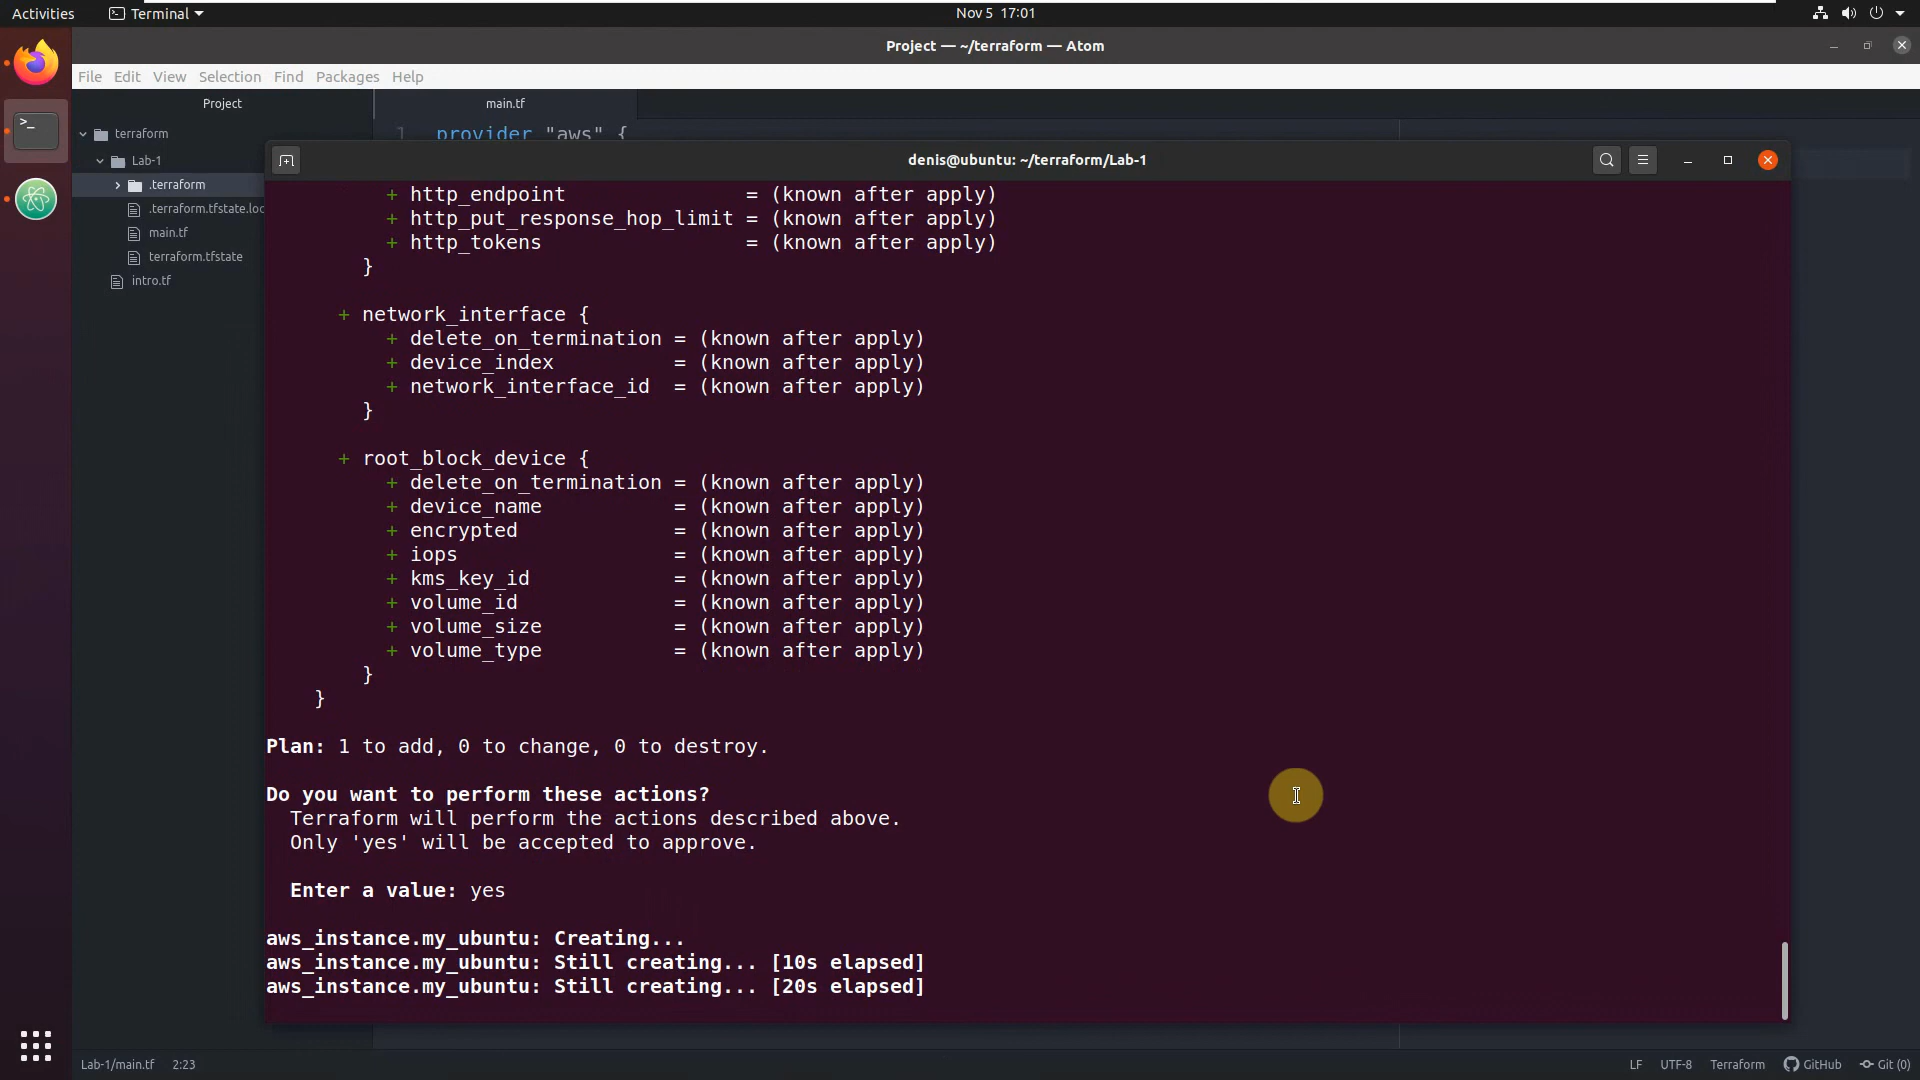 Activities
Terminal
Nov 5 17:01
Project — ~/terraform — Atom
File Edit View Selection Find Packages Help
Project
main.tf
terraform
1 provider "aws" {
Lab-1
.terraform
.terraform.tfstate.loc
main.tf
terraform.tfstate
intro.tf
denis@ubuntu: ~/terraform/Lab-1
+ http_endpoint = (known after apply)
+ http_put_response_hop_limit = (known after apply)
+ http_tokens = (known after apply)
}
+ network_interface {
+ delete_on_termination = (known after apply)
+ device_index = (known after apply)
+ network_interface_id = (known after apply)
}
+ root_block_device {
+ delete_on_termination = (known after apply)
+ device_name = (known after apply)
+ encrypted = (known after apply)
+ iops = (known after apply)
+ kms_key_id = (known after apply)
+ volume_id = (known after apply)
+ volume_size = (known after apply)
+ volume_type = (known after apply)
}
}
Plan: 1 to add, 0 to change, 0 to destroy.
Do you want to perform these actions?
Terraform will perform the actions described above.
Only 'yes' will be accepted to approve.
Enter a value: yes
aws_instance.my_ubuntu: Creating...
aws_instance.my_ubuntu: Still creating... [10s elapsed]
aws_instance.my_ubuntu: Still creating... [20s elapsed]
Lab-1/main.tf 2:23
LF UTF-8 Terraform GitHub Git (0)